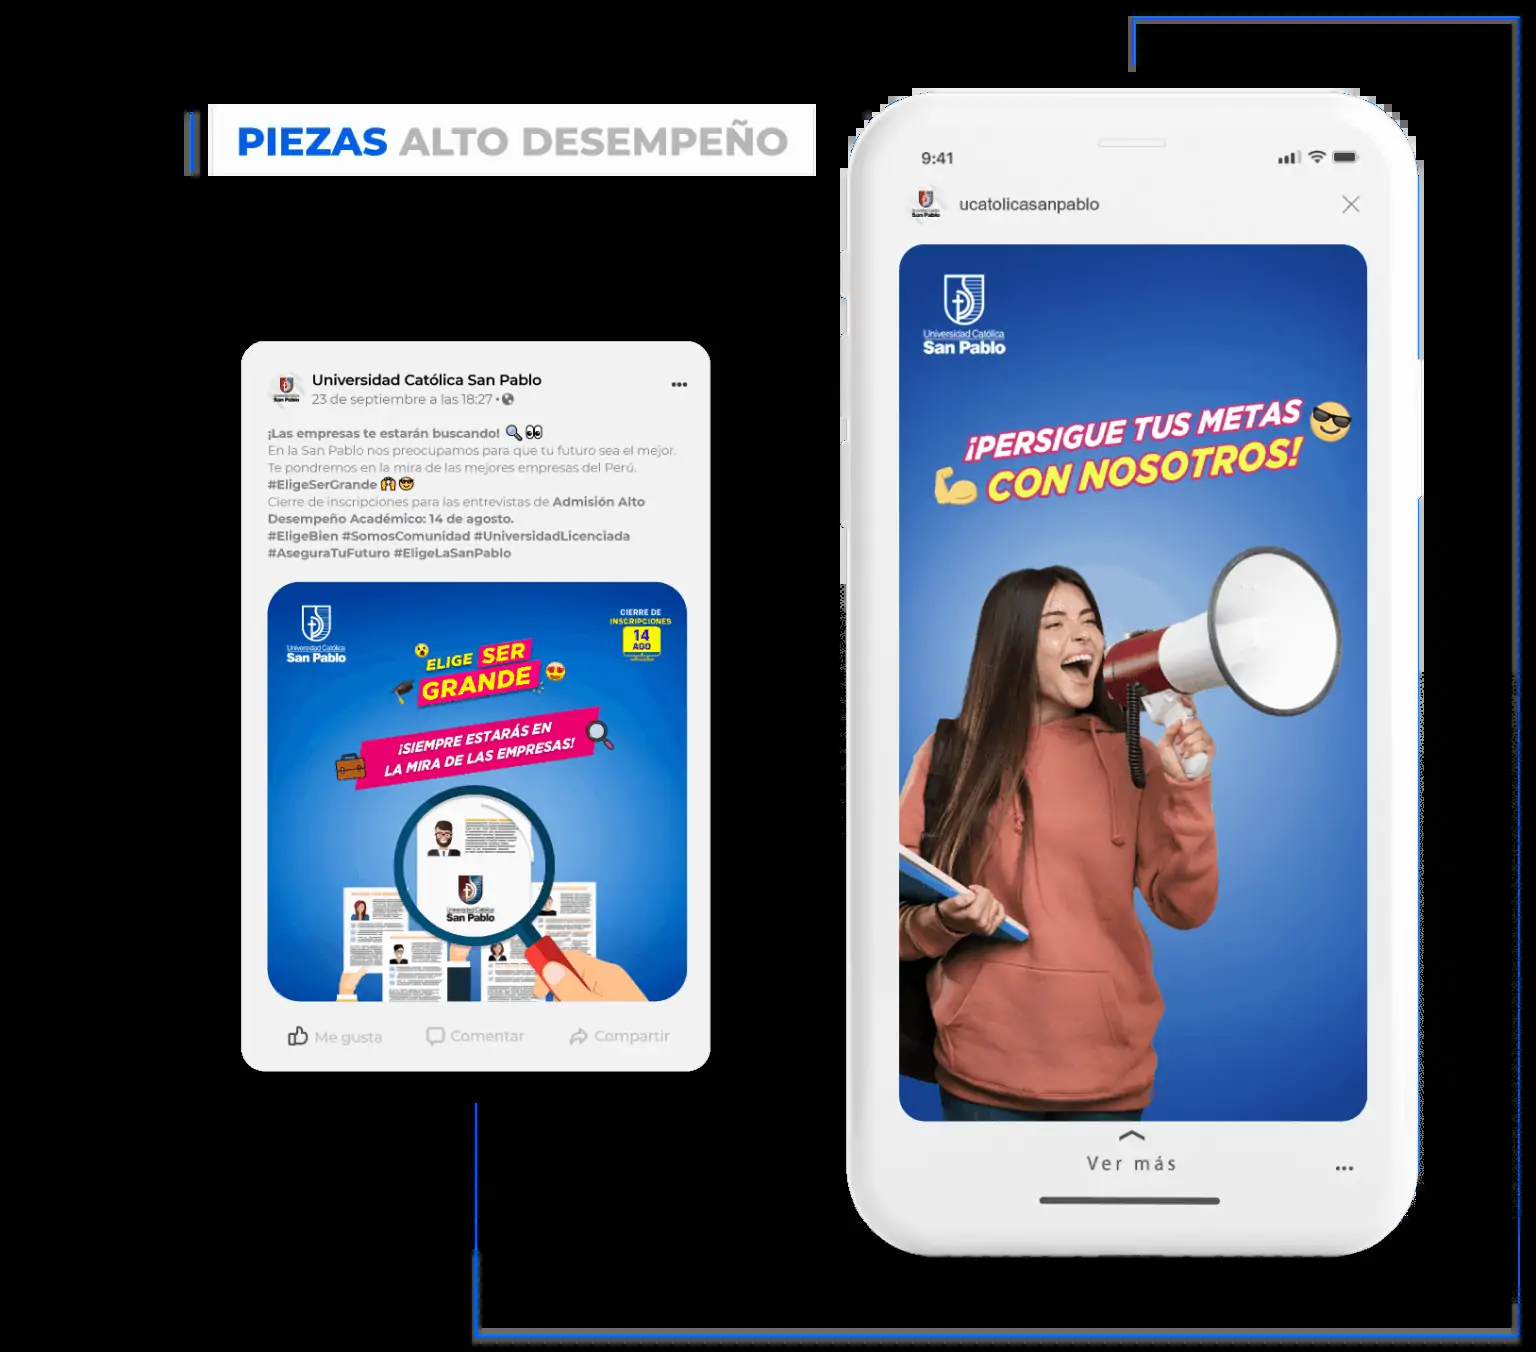 PIEZAS ALTO DESEMPEÑO
Universidad Católica San Pablo
23 de septiembre a las 18:27 •
¡Las empresas te estarán buscando!
En la San Pablo nos preocupamos para que tu futuro sea el mejor.
Te pondremos en la mira de las mejores empresas del Perú.
#EligeSerGrande
Cierre de inscripciones para las entrevistas de Admisión Alto
Desempeño Académico: 14 de agosto.
#EligeBien #SomosComunidad #UniversidadLicenciada
#AseguraTuFuturo #EligeLaSanPablo
Universidad Católica
San Pablo
CIERRE DE
INSCRIPCIONES
14
AGO
ELIGE SER
GRANDE
¡SIEMPRE ESTARÁS EN
LA MIRA DE LAS EMPRESAS!
Universidad Católica
San Pablo
Me gusta
Comentar
Compartir
9:41
San Pablo
ucatolicasanpablo
Universidad Católica
San Pablo
¡PERSIGUE TUS METAS
CON NOSOTROS!
Ver más